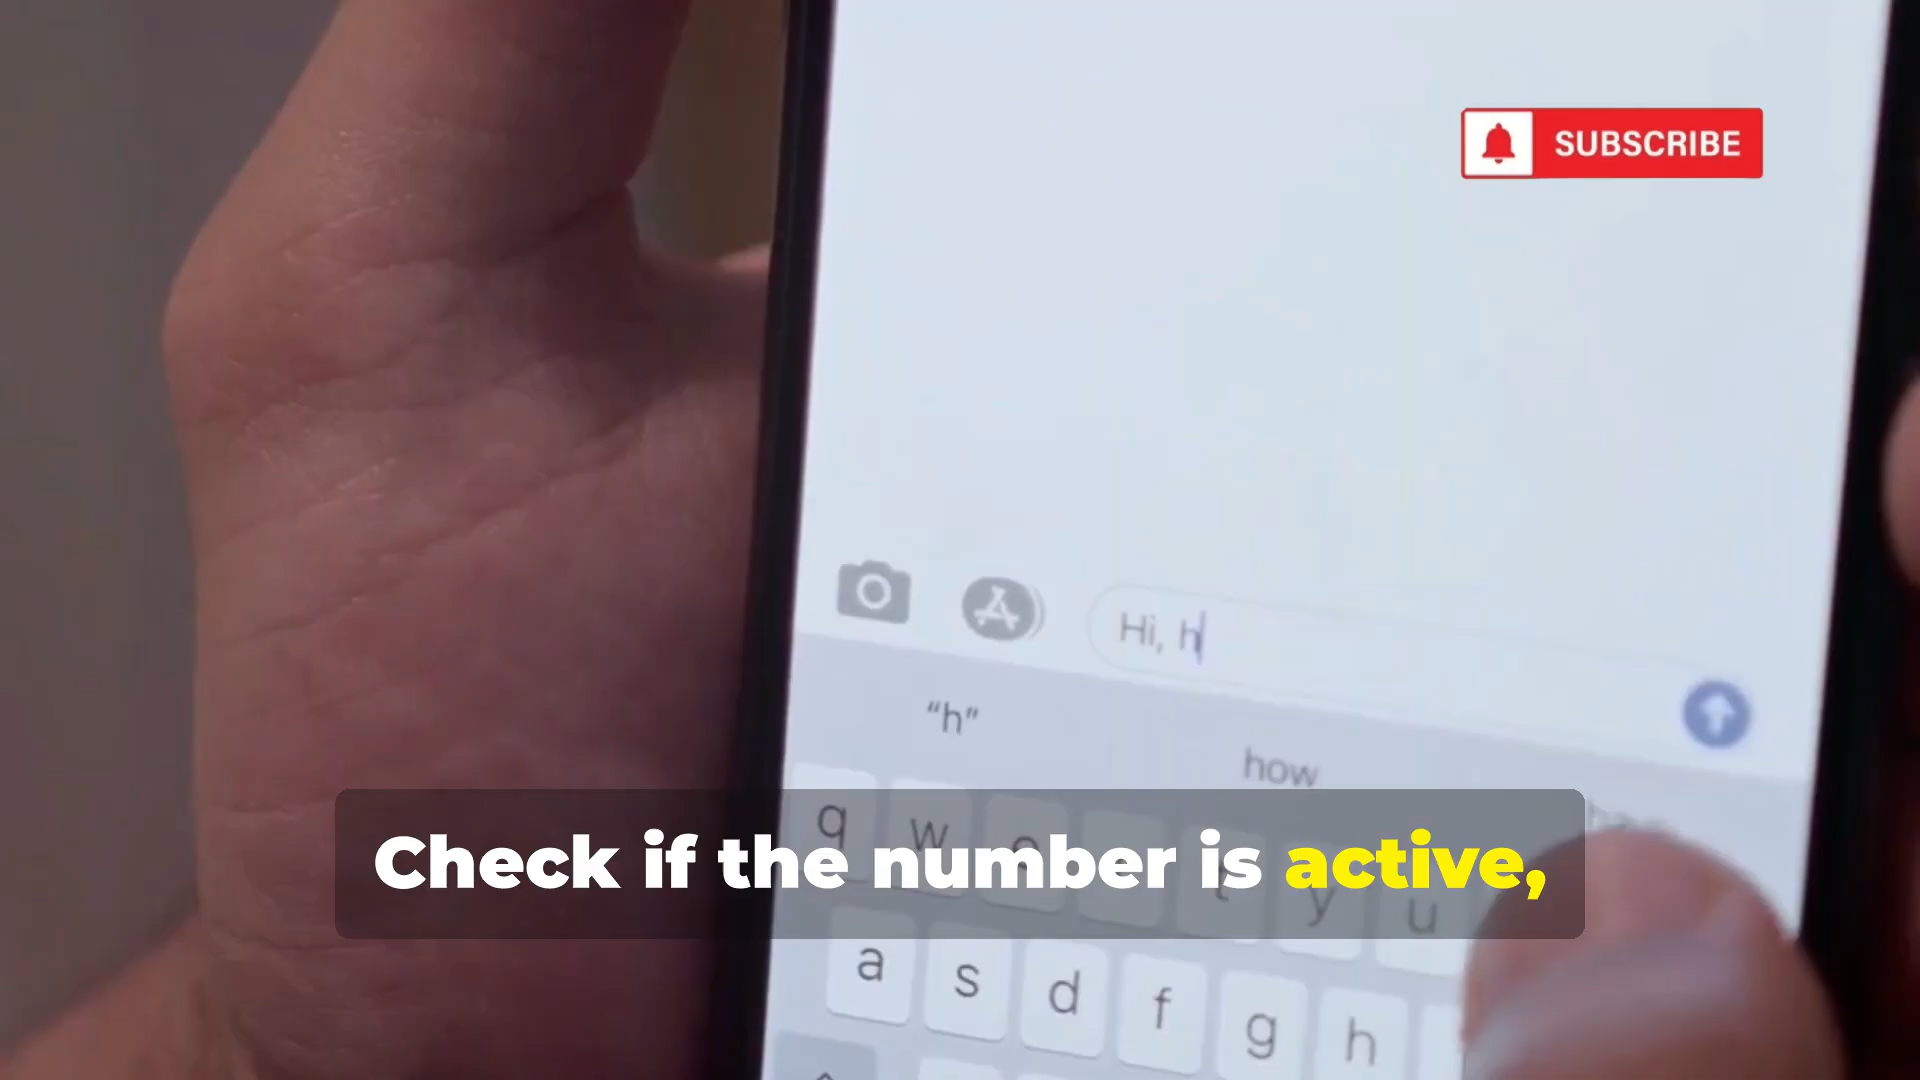 SUBSCRIBE
Hi, h
“h”
how
Check if the number is active,
q w t y u
a s d f g h